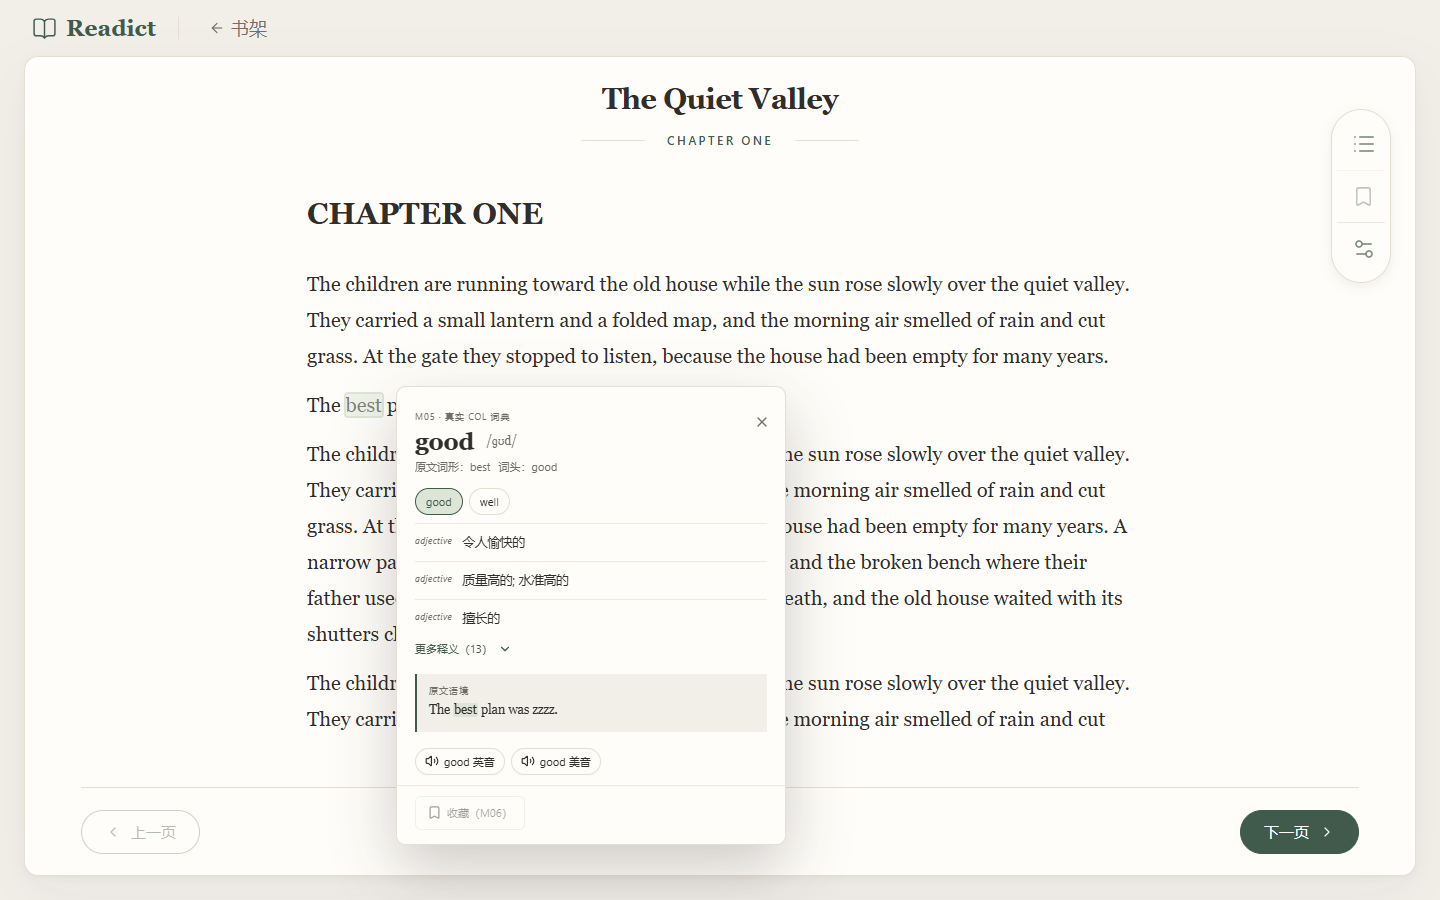 Readict
← 书架
The Quiet Valley
CHAPTER ONE
CHAPTER ONE
The children are running toward the old house while the sun rose slowly over the quiet valley.
They carried a small lantern and a folded map, and the morning air smelled of rain and cut
grass. At the gate they stopped to listen, because the house had been empty for many years.
The best p
The childr
ne sun rose slowly over the quiet valley.
They carri
e morning air smelled of rain and cut
grass. At t
ouse had been empty for many years. A
narrow pa
and the broken bench where their
father use
eath, and the old house waited with its
shutters cl
The childr
ne sun rose slowly over the quiet valley.
They carri
e morning air smelled of rain and cut
M05 · 真实 COL 词典
good /ɡʊd/
原文词形：best 词头：good
good well
adjective 令人愉快的
adjective 质量高的; 水准高的
adjective 擅长的
更多释义（13）
原文语境
The best plan was zzzz.
good 英音 good 美音
收藏（M06）
上一页
下一页